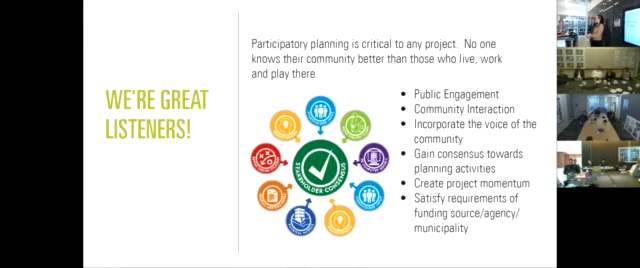 WE'RE GREAT
LISTENERS!
Participatory planning is critical to any project.  No one
knows their community better than those who live, work
and play there.
• Public Engagement
• Community Interaction
• Incorporate the voice of the
community
• Gain consensus towards
planning activities
• Create project momentum
• Satisfy requirements of
funding source/agency/
municipality
STAKEHOLDER CONSENSUS